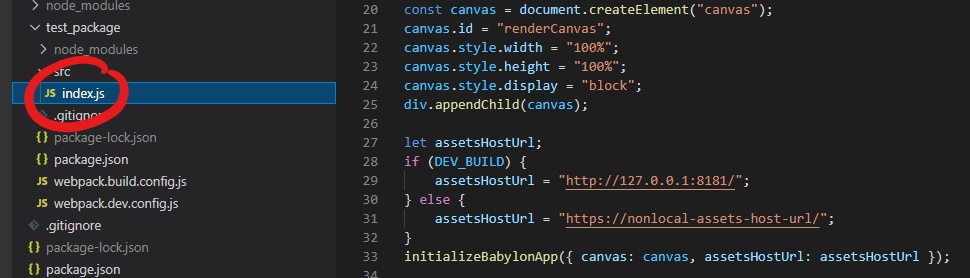 node_modules
test_package
node_modules
src
JS index.js
.gitignore
{} package-lock.json
{} package.json
JS webpack.build.config.js
JS webpack.dev.config.js
.gitignore
{} package-lock.json
{} package.json
20 const canvas = document.createElement("canvas");
21 canvas.id = "renderCanvas";
22 canvas.style.width = "100%";
23 canvas.style.height = "100%";
24 canvas.style.display = "block";
25 div.appendChild(canvas);
26
27 let assetsHostUrl;
28 if (DEV_BUILD) {
29 assetsHostUrl = "http://127.0.0.1:8181/";
30 } else {
31 assetsHostUrl = "https://nonlocal-assets-host-url/";
32 }
33 initializeBabylonApp({ canvas: canvas, assetsHostUrl: assetsHostUrl });
34